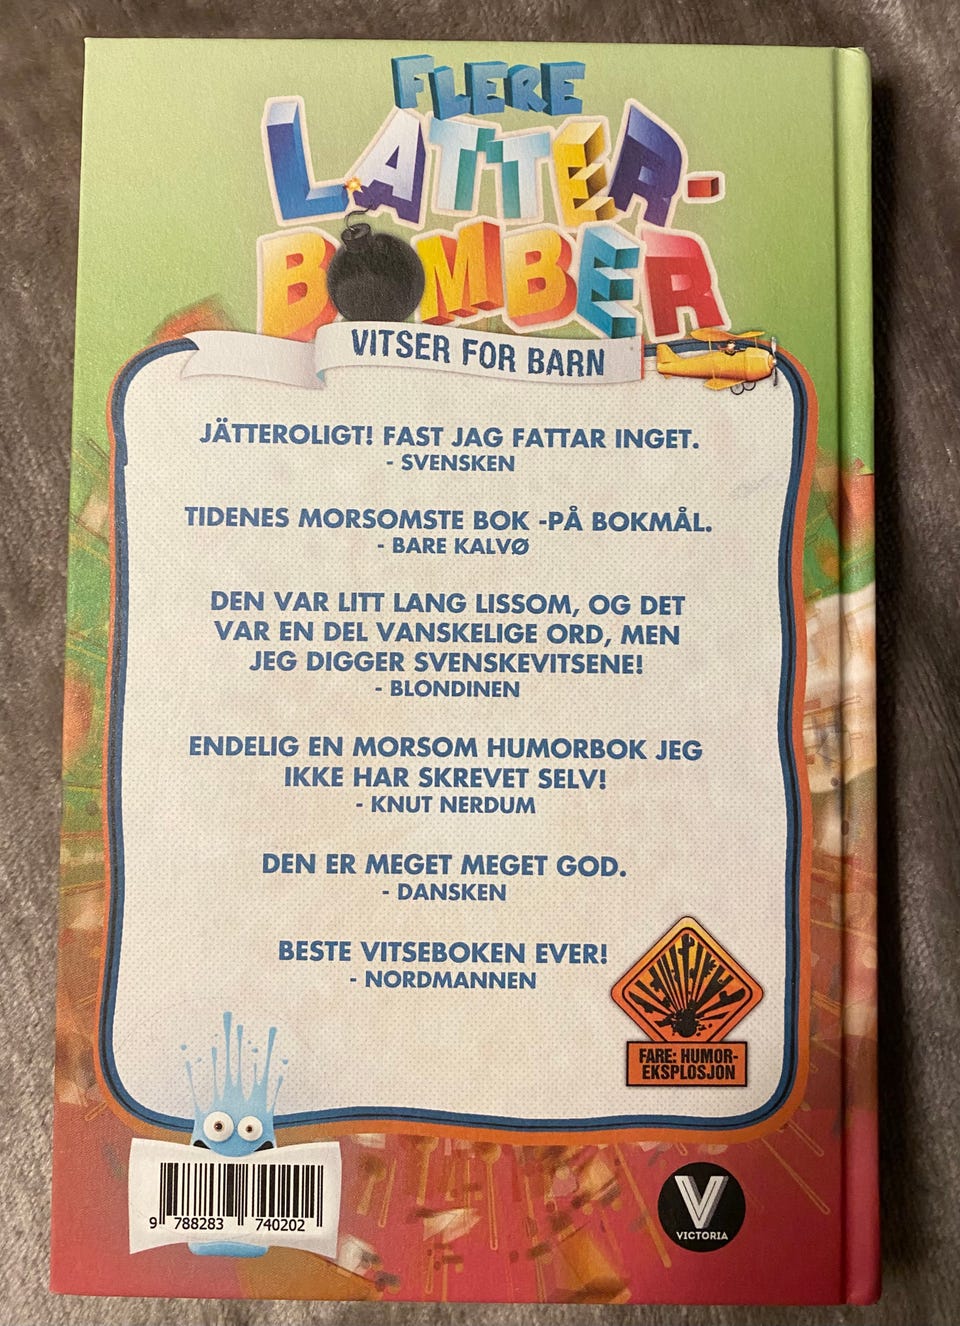 FLERE
LATTER-
BOMBER
VITSER FOR BARN
JÄTTEROLIGT! FAST JAG FATTAR INGET.
- SVENSKEN
TIDENES MORSOMSTE BOK -PÅ BOKMÅL.
- BARE KALVØ
DEN VAR LITT LANG LISSOM, OG DET
VAR EN DEL VANSKELIGE ORD, MEN
JEG DIGGER SVENSKEVITSENE!
- BLONDINEN
ENDELIG EN MORSOM HUMORBOK JEG
IKKE HAR SKREVET SELV!
- KNUT NERDUM
DEN ER MEGET MEGET GOD.
- DANSKEN
BESTE VITSEBOKEN EVER!
- NORDMANNEN
FARE: HUMOR-
EKSPLOSJON
9 788283 740202
V
VICTORIA